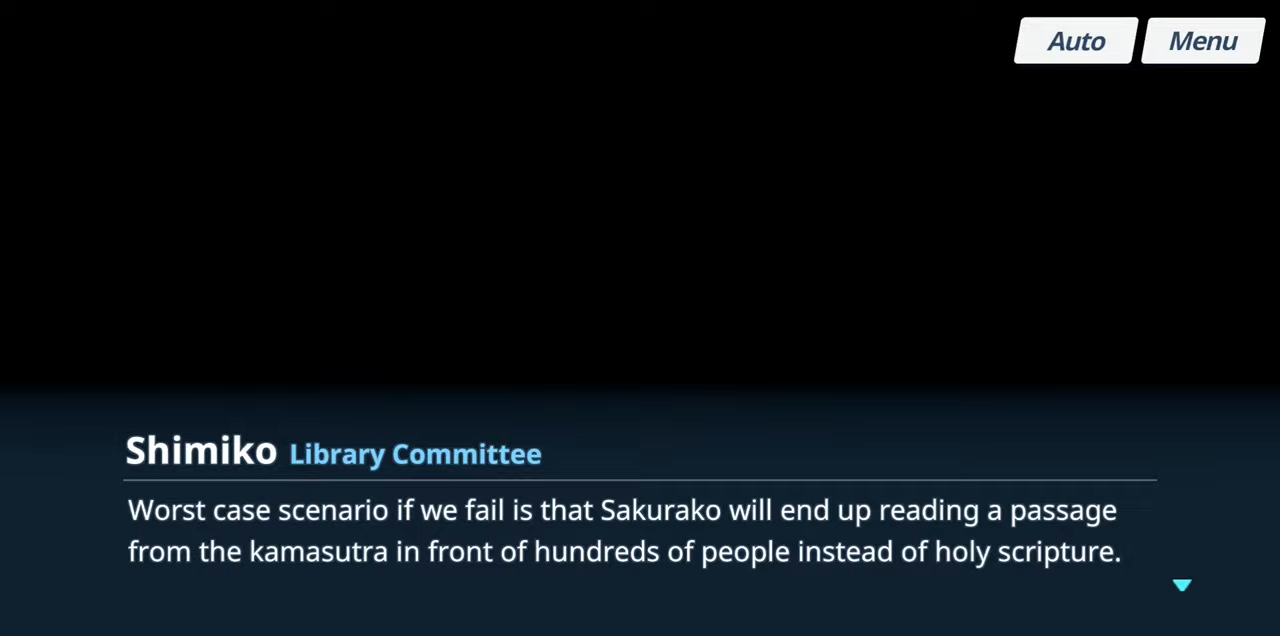 Auto Menu
Shimiko Library Committee
Worst case scenario if we fail is that Sakurako will end up reading a passage
from the kamasutra in front of hundreds of people instead of holy scripture.